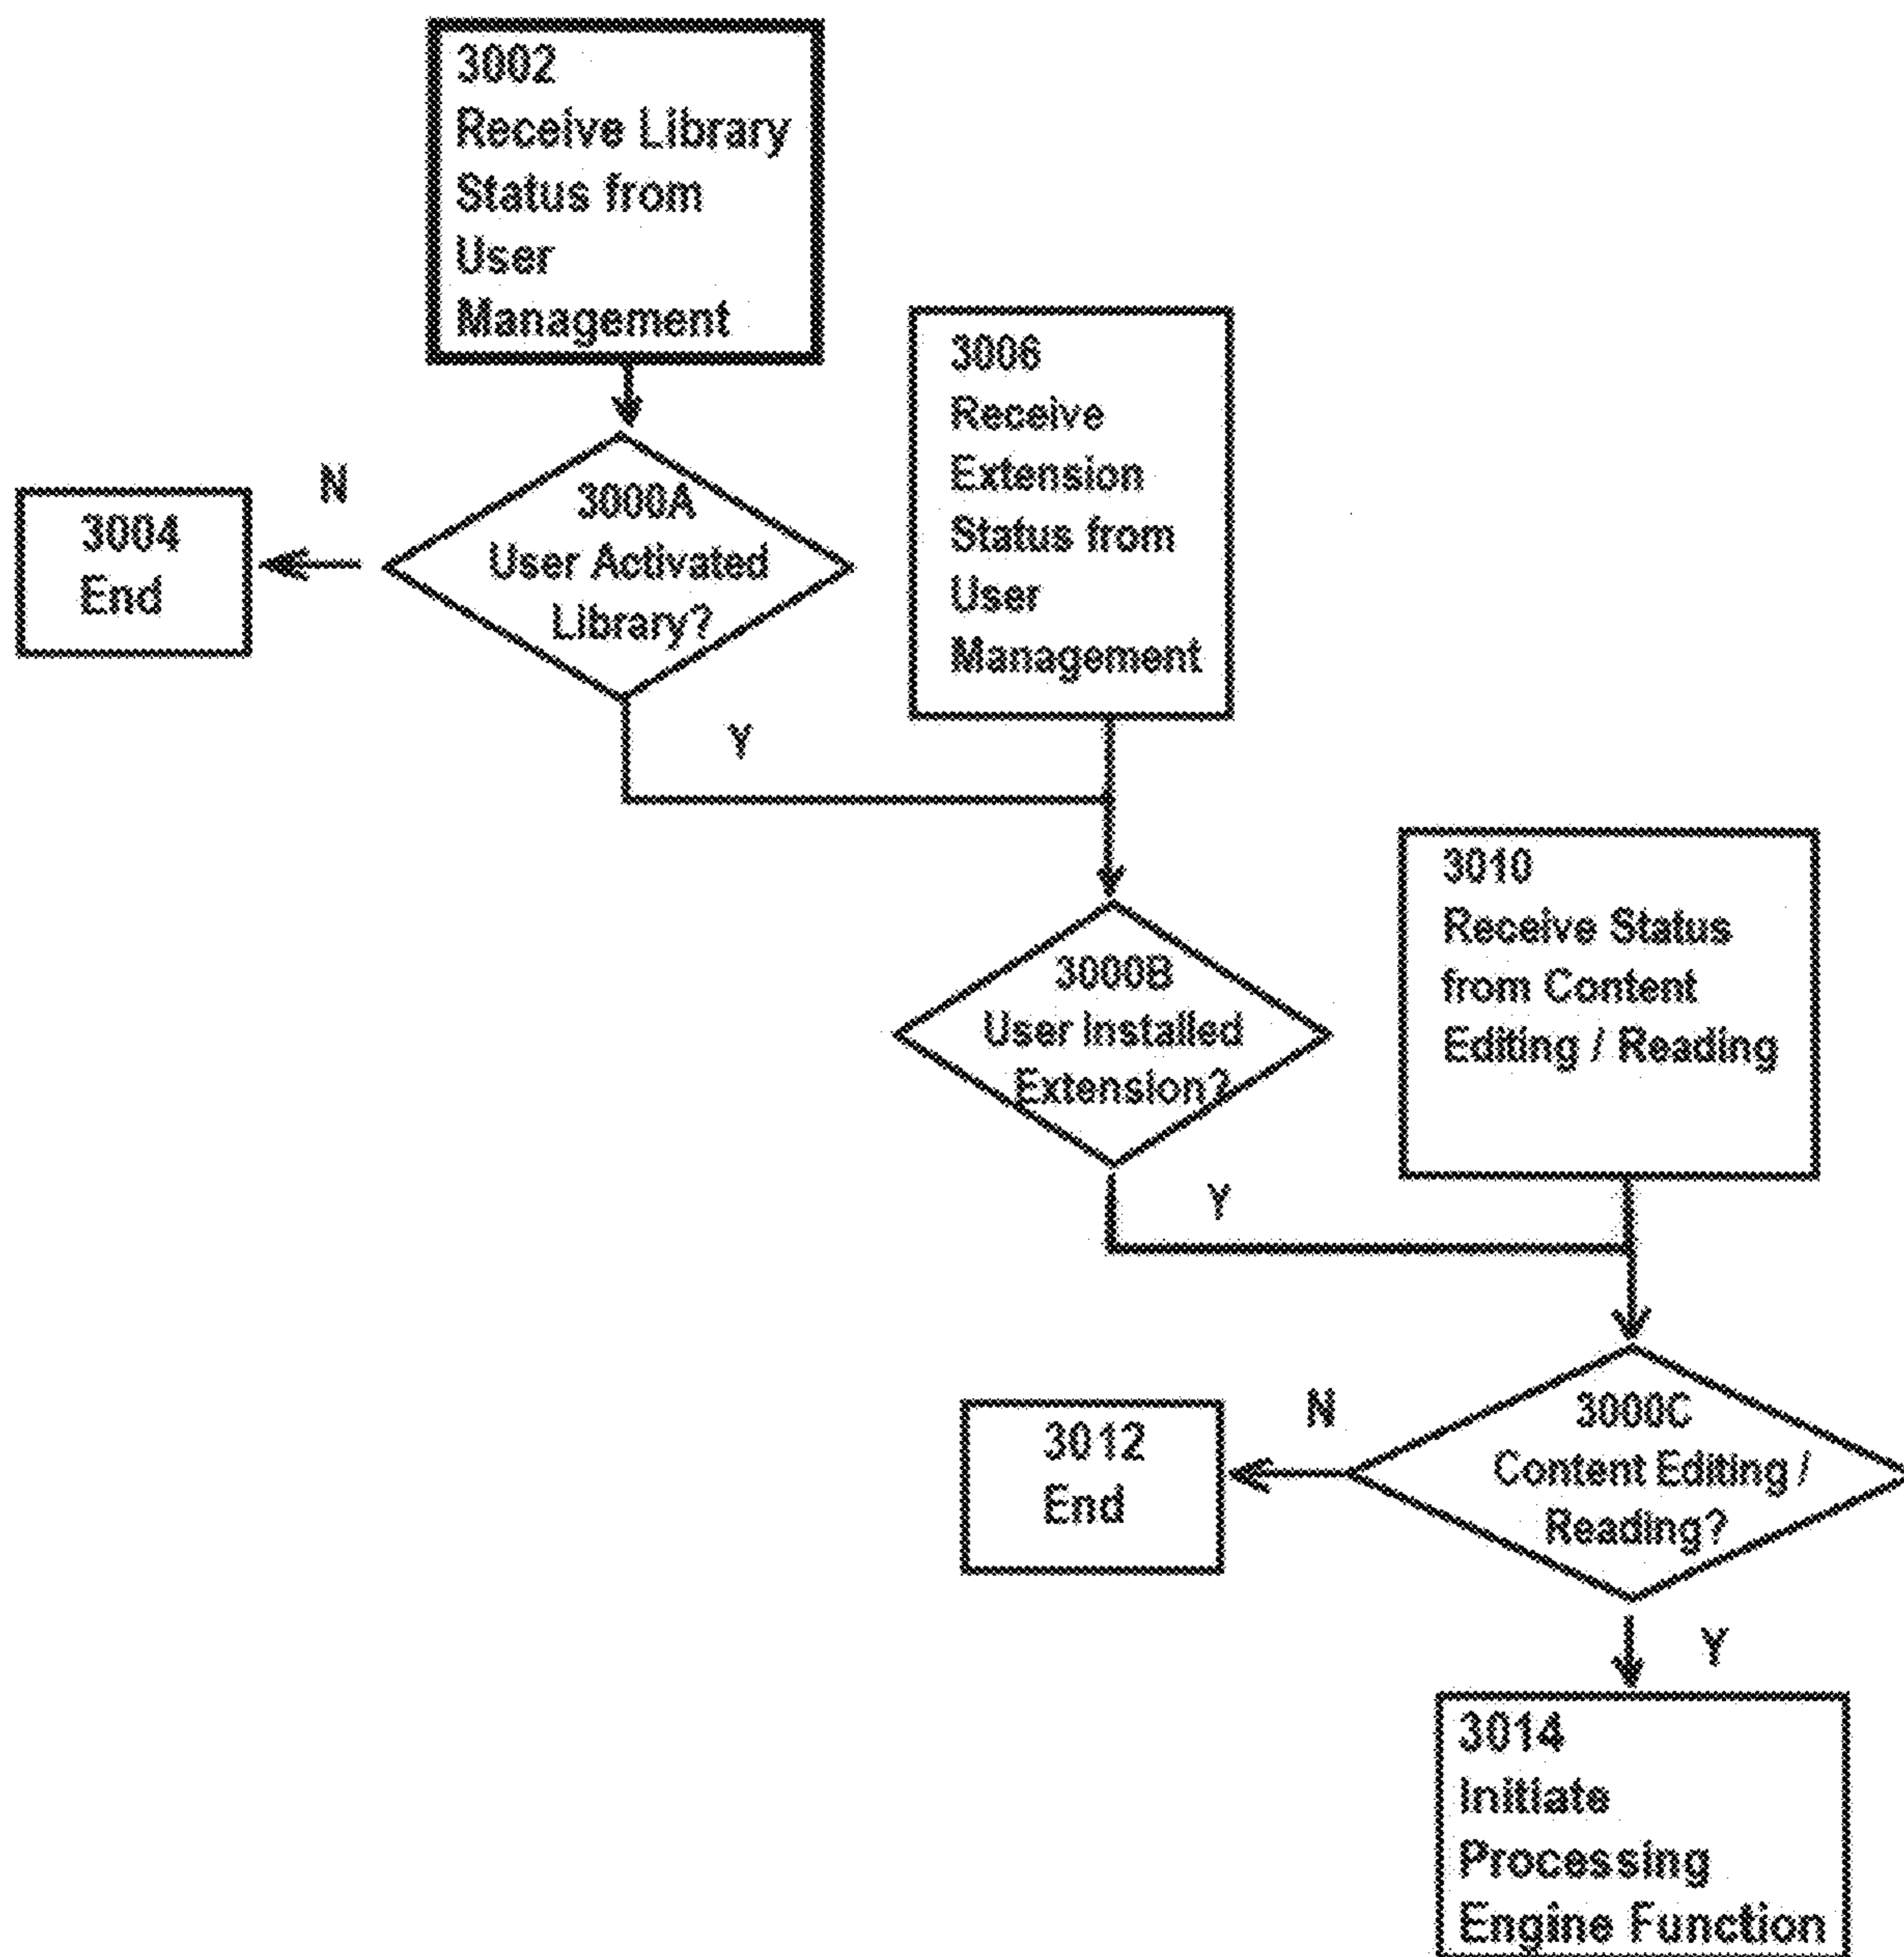 3002
Receive Library
Status from
User
Management
3006
Receive
Extension
Status from
User
Management
N
3004
End
3000A
User Activated
Library?
Y
3010
Receive Status
from Content
Editing / Reading
3000B
User Installed
Extension?
Y
N
3012
End
3000C
Content Editing /
Reading?
Y
3014
Initiate
Processing
Engine Function